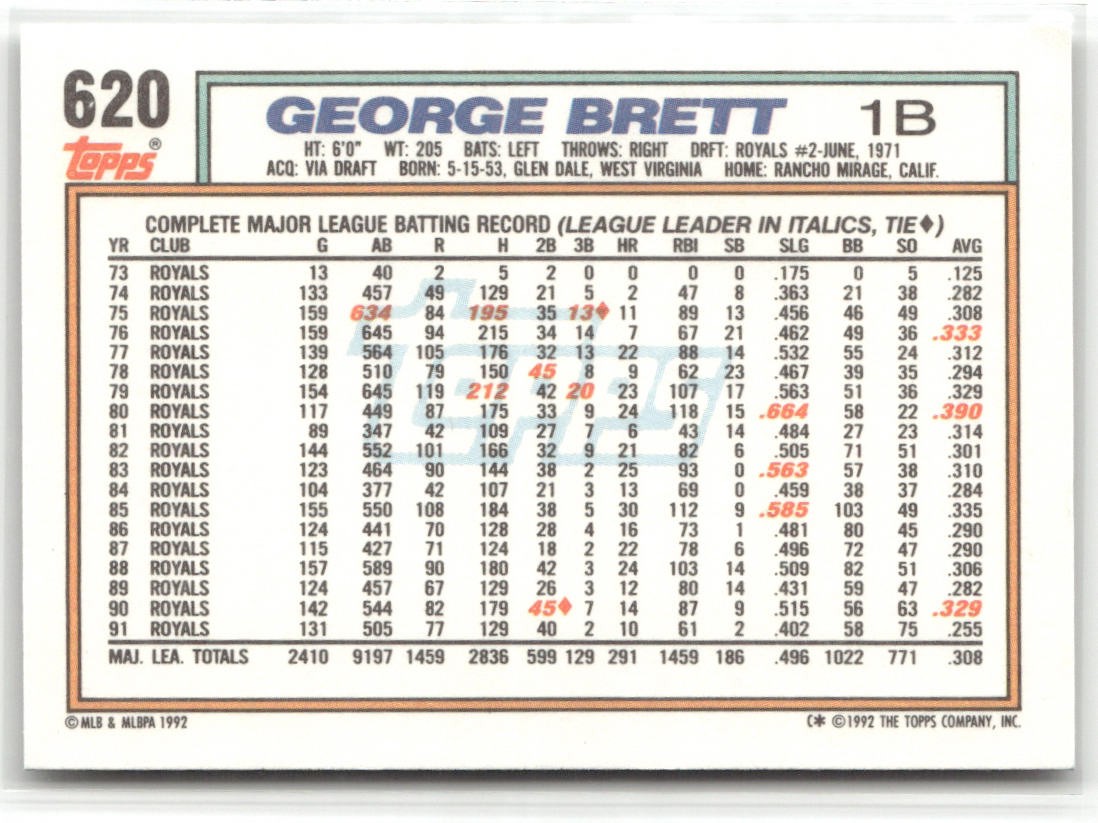 620
GEORGE BRETT 1B
Topps®
HT: 6'0" WT: 205 BATS: LEFT THROWS: RIGHT DRFT: ROYALS #2-JUNE, 1971
ACQ: VIA DRAFT BORN: 5-15-53, GLEN DALE, WEST VIRGINIA HOME: RANCHO MIRAGE, CALIF.
COMPLETE MAJOR LEAGUE BATTING RECORD (LEAGUE LEADER IN ITALICS, TIE♦)
YR CLUB G AB R H 2B 3B HR RBI SB SLG BB SO AVG
73 ROYALS 13 40 2 5 2 0 0 0 0 .175 0 5 .125
74 ROYALS 133 457 49 129 21 5 2 47 8 .363 21 38 .282
75 ROYALS 159 634 84 195 35 13♦ 11 89 13 .456 46 49 .308
76 ROYALS 159 645 94 215 34 14 7 67 21 .462 49 36 .333
77 ROYALS 139 564 105 176 32 13 22 88 14 .532 55 24 .312
78 ROYALS 128 510 79 150 45 8 9 62 23 .467 39 35 .294
79 ROYALS 154 645 119 212 42 20 23 107 17 .563 51 36 .329
80 ROYALS 117 449 87 175 33 9 24 118 15 .664 58 22 .390
81 ROYALS 89 347 42 109 27 7 6 43 14 .484 27 23 .314
82 ROYALS 144 552 101 166 32 9 21 82 6 .505 71 51 .301
83 ROYALS 123 464 90 144 38 2 25 93 0 .563 57 38 .310
84 ROYALS 104 377 42 107 21 3 13 69 0 .459 38 37 .284
85 ROYALS 155 550 108 184 38 5 30 112 9 .585 103 49 .335
86 ROYALS 124 441 70 128 28 4 16 73 1 .481 80 45 .290
87 ROYALS 115 427 71 124 18 2 22 78 6 .496 72 47 .290
88 ROYALS 157 589 90 180 42 3 24 103 14 .509 82 51 .306
89 ROYALS 124 457 67 129 26 3 12 80 14 .431 59 47 .282
90 ROYALS 142 544 82 179 45♦ 7 14 87 9 .515 56 63 .329
91 ROYALS 131 505 77 129 40 2 10 61 2 .402 58 75 .255
MAJ. LEA. TOTALS 2410 9197 1459 2836 599 129 291 1459 186 .496 1022 771 .308
Topps
© MLB & MLBPA 1992
C* ©1992 THE TOPPS COMPANY, INC.